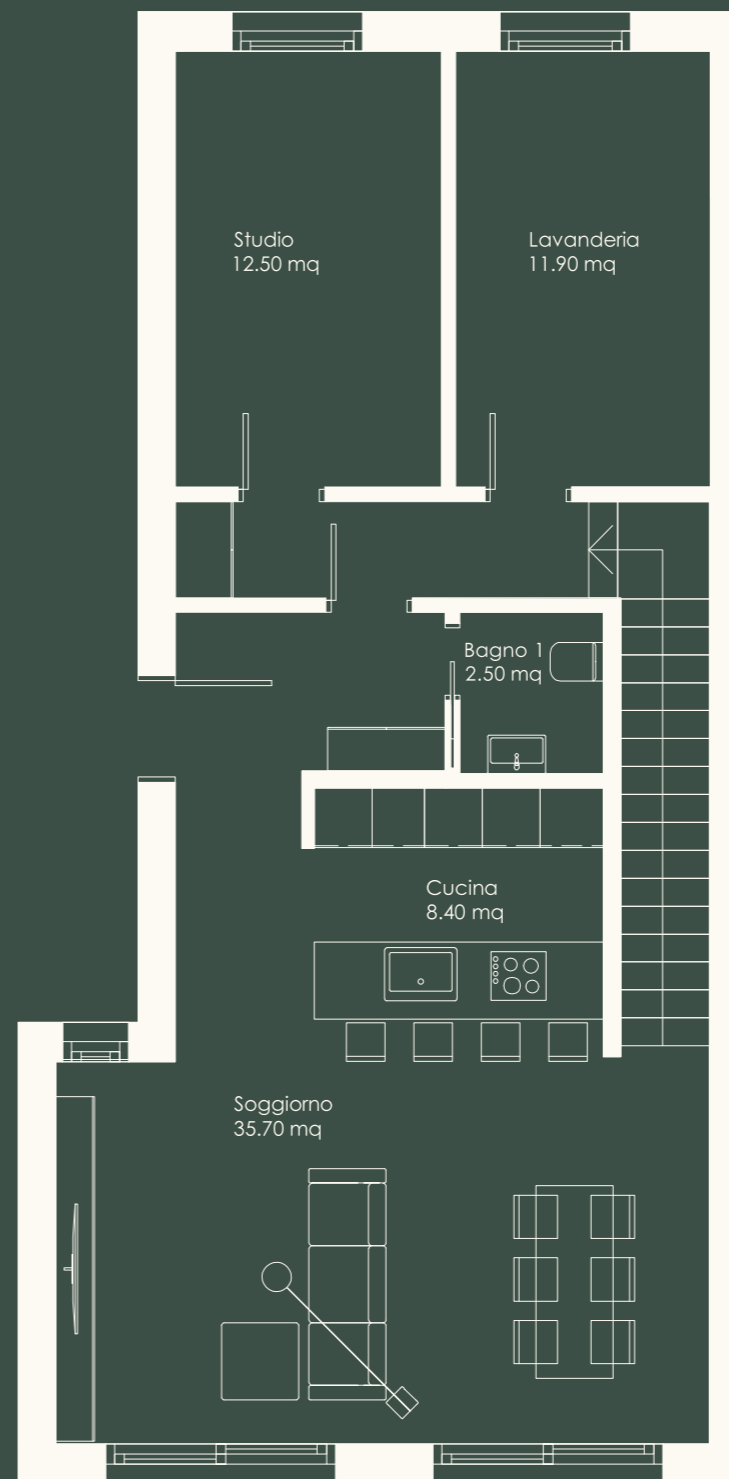 Studio
12.50 mq
Lavanderia
11.90 mq
Bagno 1
2.50 mq
Cucina
8.40 mq
Soggiorno
35.70 mq